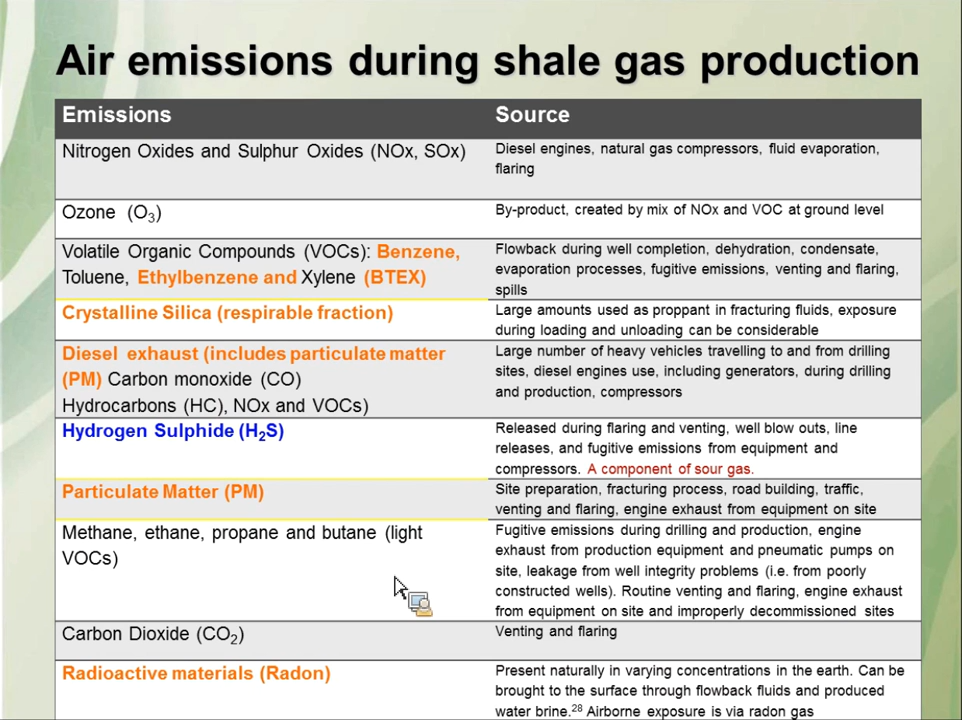 Air emissions during shale gas production
Emissions
Source
Nitrogen Oxides and Sulphur Oxides (NOx, SOx)
Diesel engines, natural gas compressors, fluid evaporation,
flaring
Ozone (O₃)
By-product, created by mix of NOx and VOC at ground level
Volatile Organic Compounds (VOCs): Benzene,
Toluene, Ethylbenzene and Xylene (BTEX)
Flowback during well completion, dehydration, condensate,
evaporation processes, fugitive emissions, venting and flaring,
spills
Crystalline Silica (respirable fraction)
Large amounts used as proppant in fracturing fluids, exposure
during loading and unloading can be considerable
Diesel exhaust (includes particulate matter
(PM) Carbon monoxide (CO)
Hydrocarbons (HC), NOx and VOCs)
Large number of heavy vehicles travelling to and from drilling
sites, diesel engines use, including generators, during drilling
and production, compressors
Hydrogen Sulphide (H₂S)
Released during flaring and venting, well blow outs, line
releases, and fugitive emissions from equipment and
compressors. A component of sour gas.
Particulate Matter (PM)
Site preparation, fracturing process, road building, traffic,
venting and flaring, engine exhaust from equipment on site
Methane, ethane, propane and butane (light
VOCs)
Fugitive emissions during drilling and production, engine
exhaust from production equipment and pneumatic pumps on
site, leakage from well integrity problems (i.e. from poorly
constructed wells). Routine venting and flaring, engine exhaust
from equipment on site and improperly decommissioned sites
Carbon Dioxide (CO₂)
Venting and flaring
Radioactive materials (Radon)
Present naturally in varying concentrations in the earth. Can be
brought to the surface through flowback fluids and produced
water brine.²⁸ Airborne exposure is via radon gas